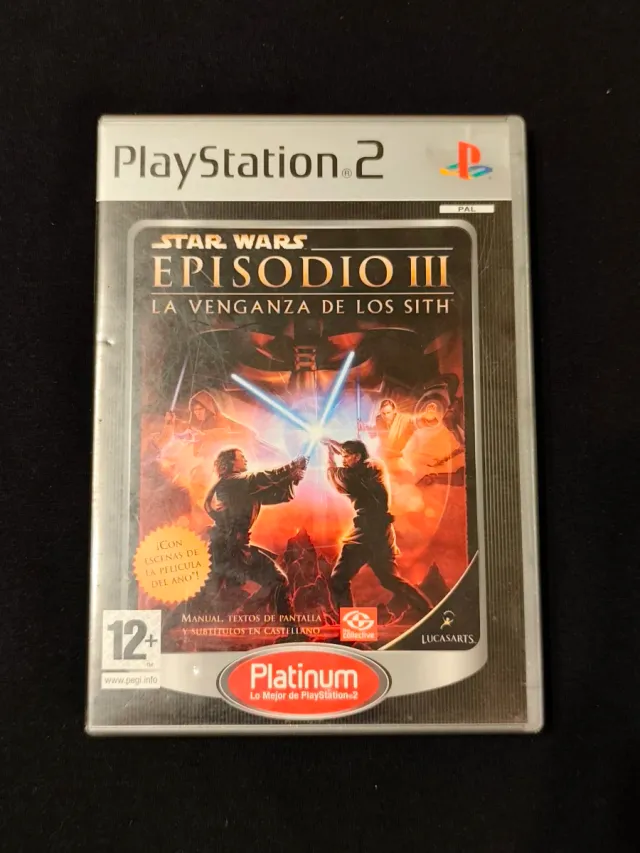 PlayStation®2
PAL
STAR WARS
EPISODIO III
LA VENGANZA DE LOS SITH™
¡CON
ESCENAS DE
LA PELÍCULA
DEL AÑO*!
MANUAL, TEXTOS DE PANTALLA
Y SUBTÍTULOS EN CASTELLANO
Collective
LUCASARTS
12+
www.pegi.info
Platinum
Lo Mejor de PlayStation®2